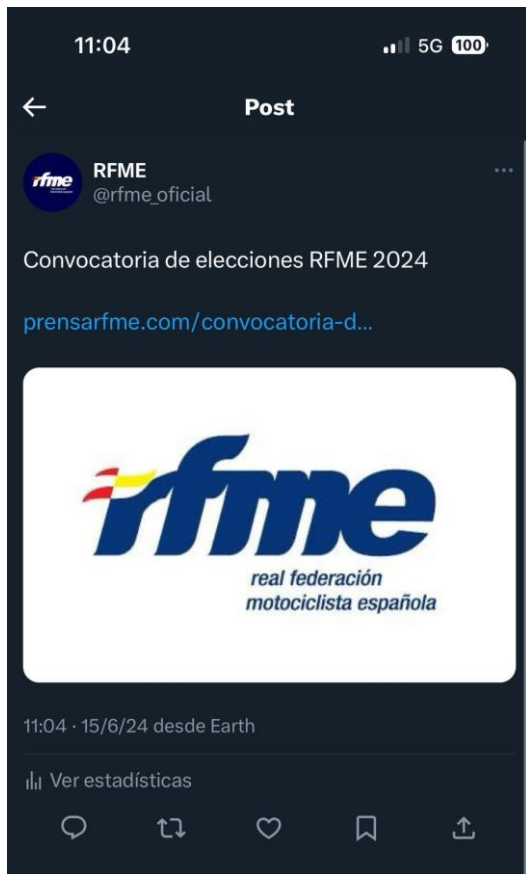 11:04
5G 100
Post
rfme
RFME
@rfme_oficial
Convocatoria de elecciones RFME 2024
prensarfme.com/convocatoria-d...
rfme
real federación
motociclista española
11:04 · 15/6/24 desde Earth
Ver estadísticas